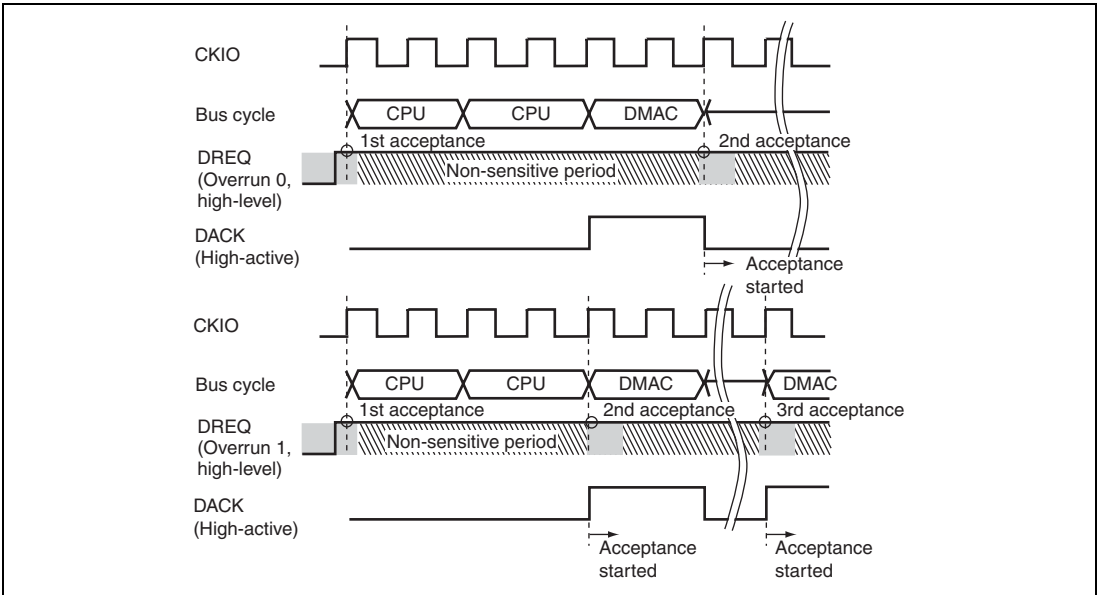 CKIO
Bus cycle
CPU
CPU
DMAC
1st acceptance
2nd acceptance
DREQ
(Overrun 0,
high-level)
Non-sensitive period
DACK
(High-active)
Acceptance
started
CKIO
Bus cycle
CPU
CPU
DMAC
DMAC
1st acceptance
2nd acceptance
3rd acceptance
DREQ
(Overrun 1,
high-level)
Non-sensitive period
DACK
(High-active)
Acceptance
started
Acceptance
started